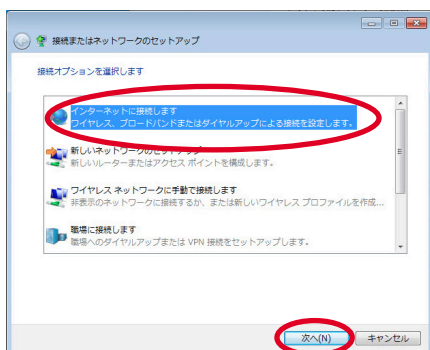 接続またはネットワークのセットアップ
接続オプションを選択します
インターネットに接続します
ワイヤレス、ブロードバンドまたはダイヤルアップによる接続を設定します。
新しいネットワークのセットアップ
新しいルーターまたはアクセス ポイントを構成します。
ワイヤレス ネットワークに手動で接続します
非表示のネットワークに接続するか、または新しいワイヤレス プロファイルを作成...
職場に接続します
職場へのダイヤルアップまたは VPN 接続をセットアップします。
次へ(N)
キャンセル